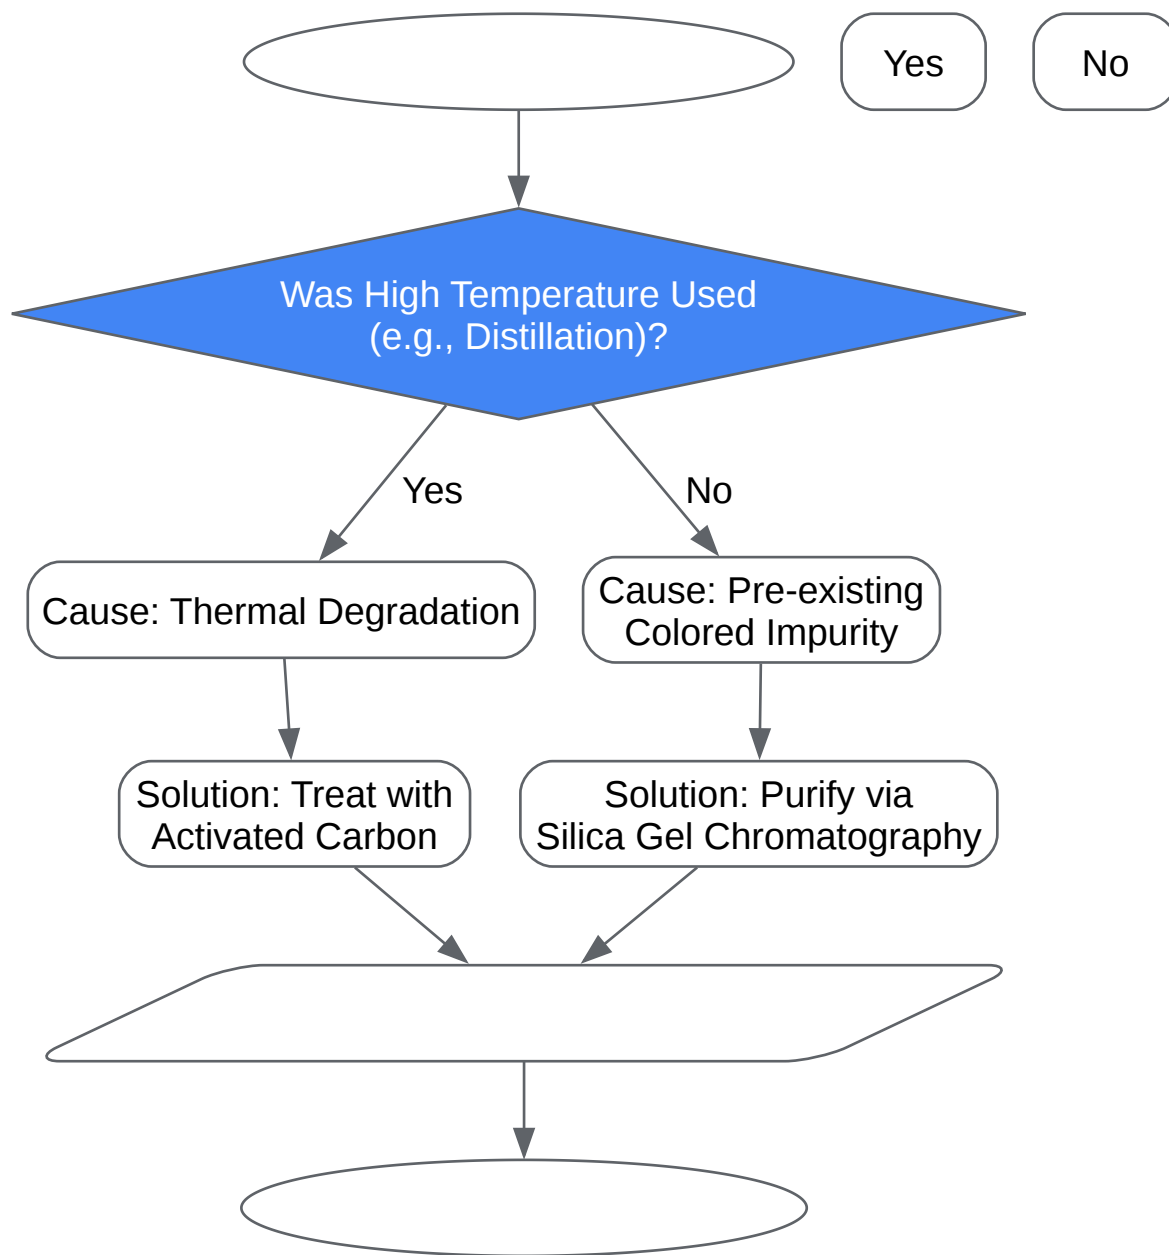 Yes
No
Was High Temperature Used
(e.g., Distillation)?
Yes
No
Cause: Thermal Degradation
Cause: Pre-existing
Colored Impurity
Solution: Treat with
Activated Carbon
Solution: Purify via
Silica Gel Chromatography